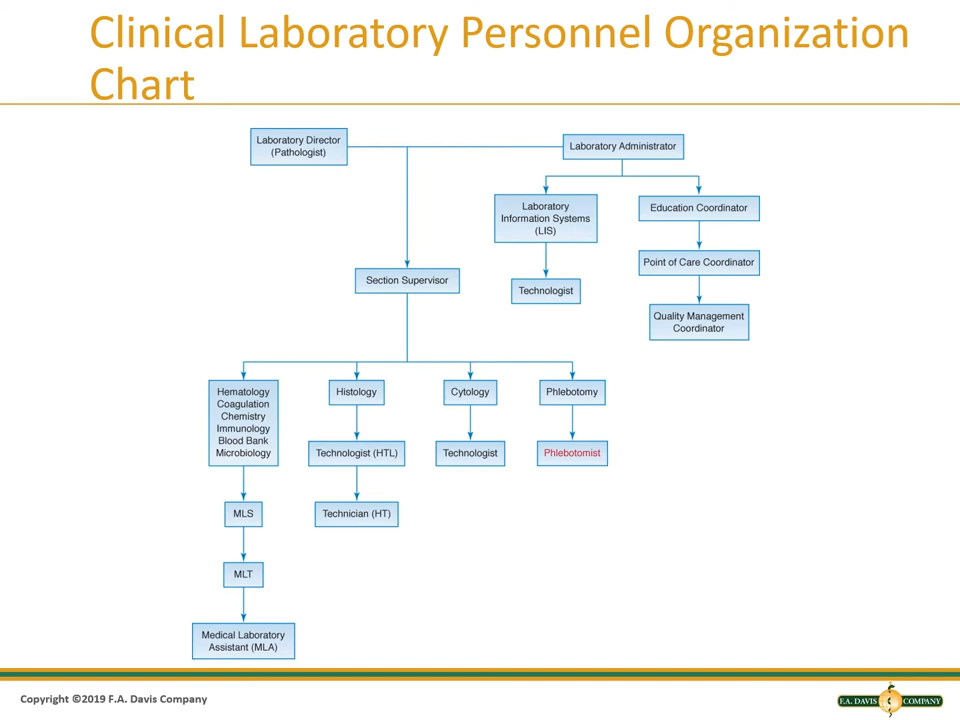 Clinical Laboratory Personnel Organization
Chart
Laboratory Director
(Pathologist)
Laboratory Administrator
Laboratory
Information Systems
(LIS)
Education Coordinator
Point of Care Coordinator
Section Supervisor
Technologist
Quality Management
Coordinator
Hematology
Coagulation
Chemistry
Immunology
Blood Bank
Microbiology
Histology
Cytology
Phlebotomy
Technologist (HTL)
Technologist
Phlebotomist
MLS
Technician (HT)
MLT
Medical Laboratory
Assistant (MLA)
Copyright ©2019 F.A. Davis Company
F.A. DAVIS COMPANY